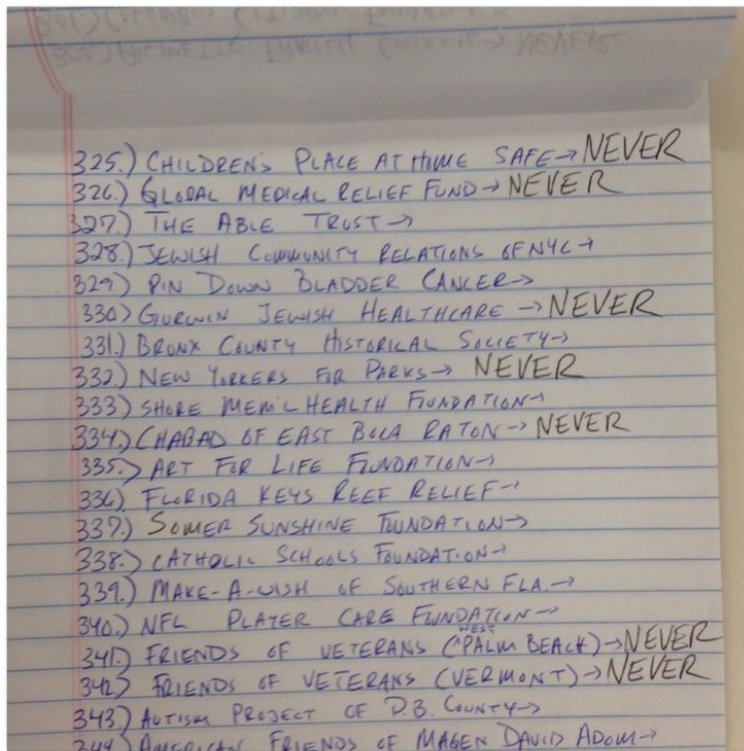 325.) CHILDREN'S PLACE AT HOME SAFE→ NEVER
326.) GLOBAL MEDICAL RELIEF FUND→ NEVER
327.) THE ABLE TRUST→
328.) JEWISH COMMUNITY RELATIONS OF NYC→
329.) PIN DOWN BLADDER CANCER→
330) GURWIN JEWISH HEALTHCARE → NEVER
331.) BRONX COUNTY HISTORICAL SOCIETY→
332.) NEW YORKERS FOR PARKS→ NEVER
333.) SHORE MEM'L HEALTH FOUNDATION→
334.) CHABAD OF EAST BOCA RATON→ NEVER
335.) ART FOR LIFE FOUNDATION→
336.) FLORIDA KEYS REEF RELIEF→
337.) SOMER SUNSHINE FOUNDATION→
338.) CATHOLIC SCHOOLS FOUNDATION→
339.) MAKE-A-WISH OF SOUTHERN FLA.→
340.) NFL PLAYER CARE FUNDATION→
341.) FRIENDS OF VETERANS (^WEST PALM BEACH)→ NEVER
342.) FRIENDS OF VETERANS (VERMONT)→ NEVER
343.) AUTISM PROJECT OF P.B. COUNTY→
344.) AMERICAN FRIENDS OF MAGEN DAVID ADOM→